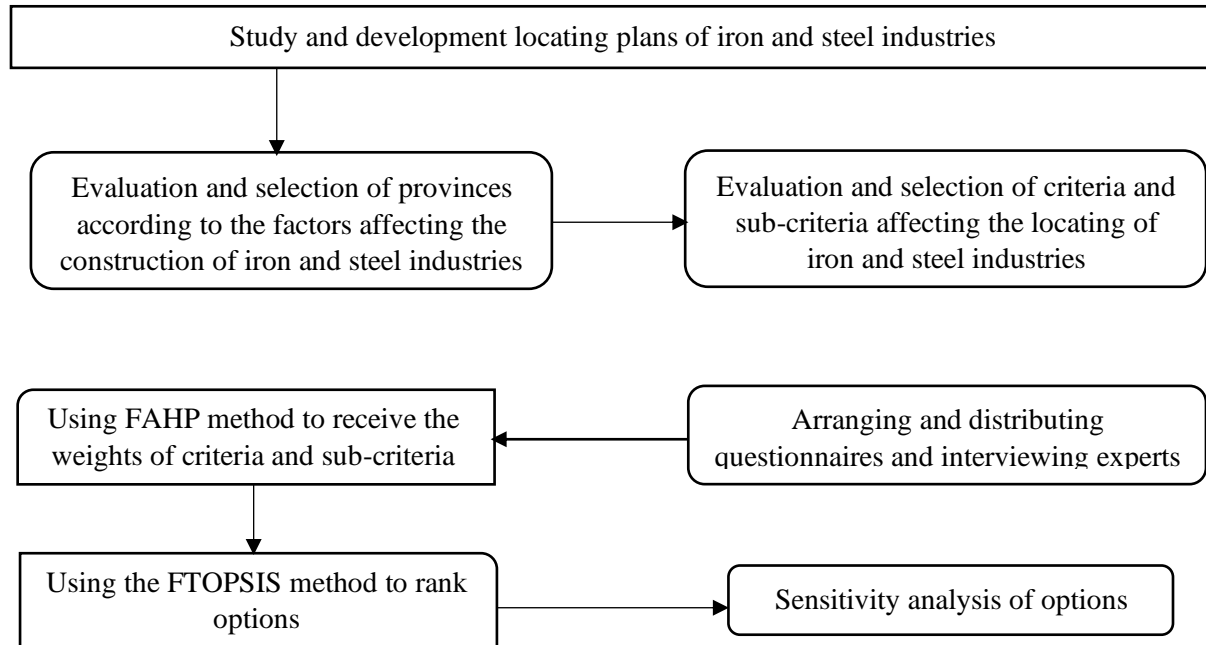 Study and development locating plans of iron and steel industries
Evaluation and selection of provinces
according to the factors affecting the
construction of iron and steel industries
Evaluation and selection of criteria and
sub-criteria affecting the locating of
iron and steel industries
Using FAHP method to receive the
weights of criteria and sub-criteria
Arranging and distributing
questionnaires and interviewing experts
Using the FTOPSIS method to rank
options
Sensitivity analysis of options